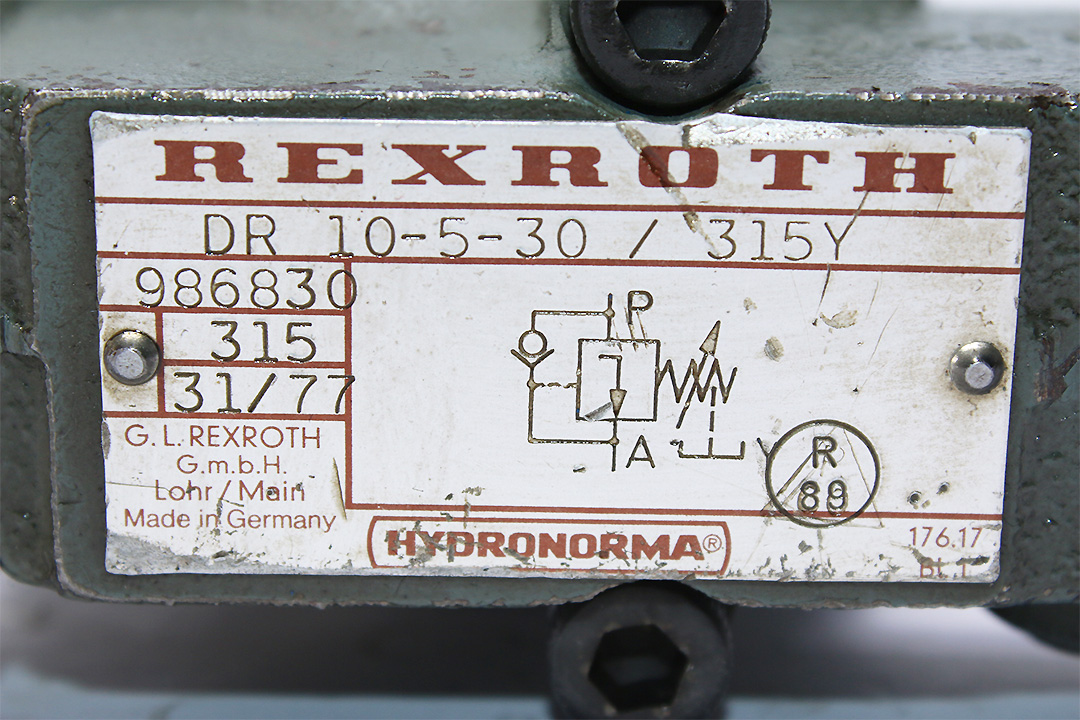 REXROTH
DR 10-5-30 / 315Y
986830
315
31/77
G.L.REXROTH
G.m.b.H.
Lohr/Main
Made in Germany
P
A
Y
R
89
HYDRONORMA®
176.17
Bl.1